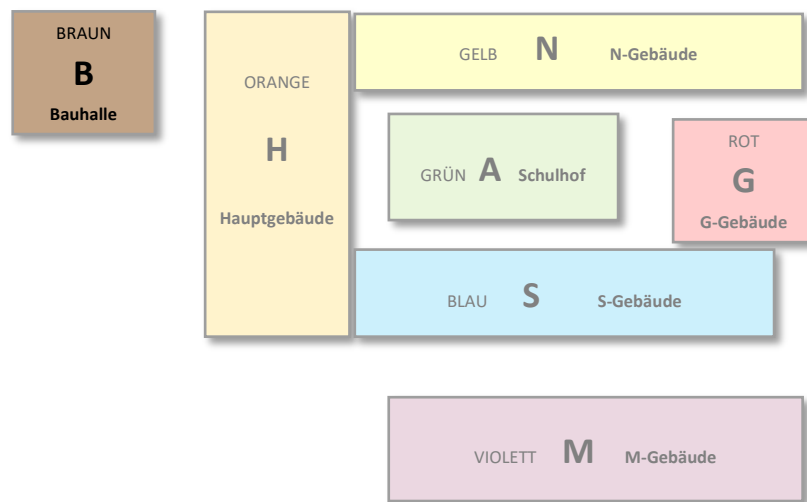 BRAUN
B
Bauhalle
ORANGE
H
Hauptgebäude
GELB N N-Gebäude
GRÜN A Schulhof
ROT
G
G-Gebäude
BLAU S S-Gebäude
VIOLETT M M-Gebäude